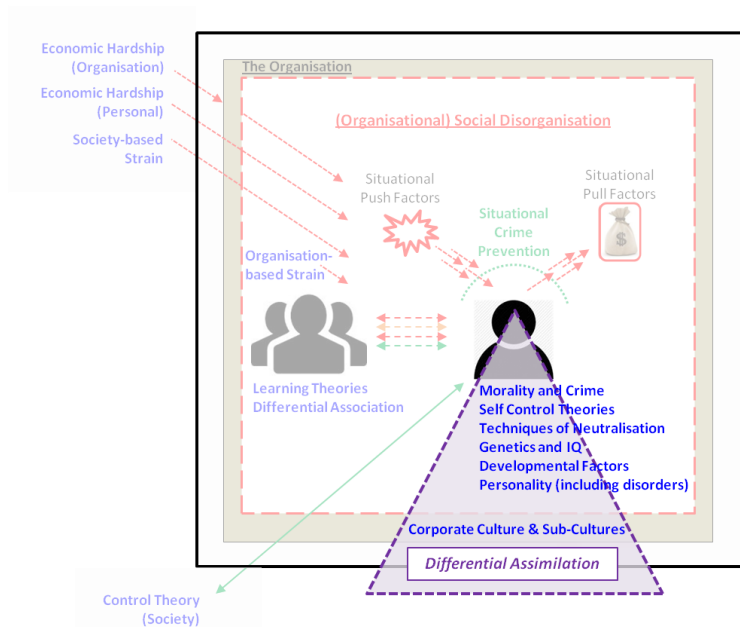 Economic Hardship
(Organisation)
Economic Hardship
(Personal)
Society-based
Strain
The Organisation
(Organisational) Social Disorganisation
Situational
Push Factors
Situational
Pull Factors
Situational
Crime
Prevention
$
Organisation-
based Strain
Learning Theories
Differential Association
Morality and Crime
Self Control Theories
Techniques of Neutralisation
Genetics and IQ
Developmental Factors
Personality (including disorders)
Corporate Culture & Sub-Cultures
Differential Assimilation
Control Theory
(Society)